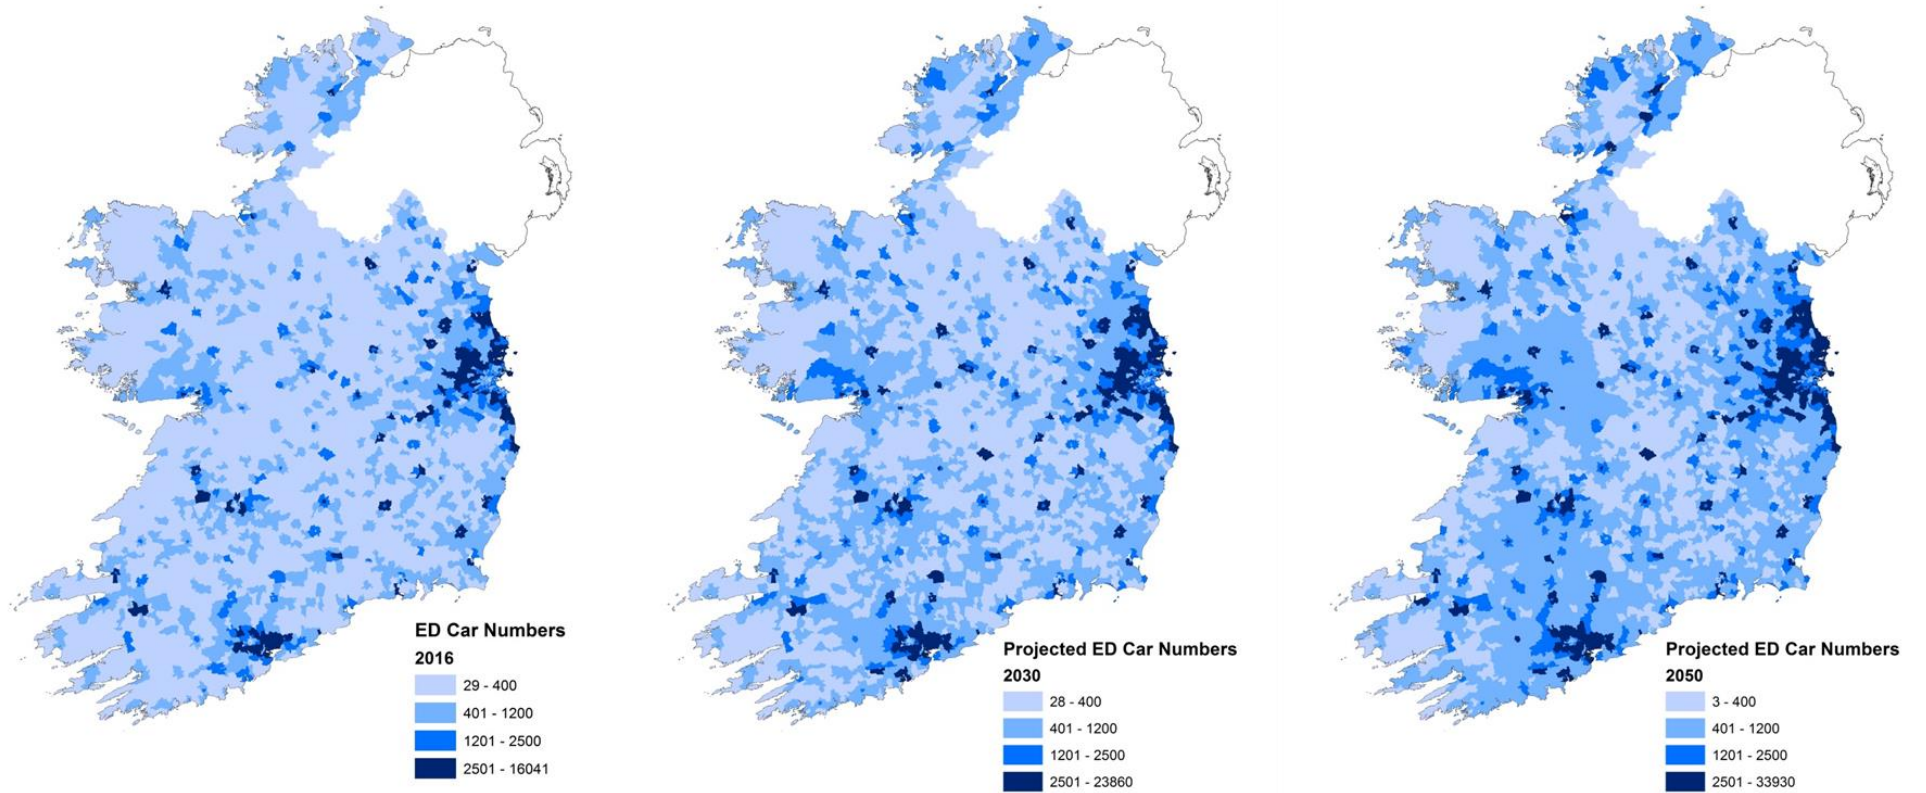 ED Car Numbers
2016
29 - 400
401 - 1200
1201 - 2500
2501 - 16041
Projected ED Car Numbers
2030
28 - 400
401 - 1200
1201 - 2500
2501 - 23860
Projected ED Car Numbers
2050
3 - 400
401 - 1200
1201 - 2500
2501 - 33930